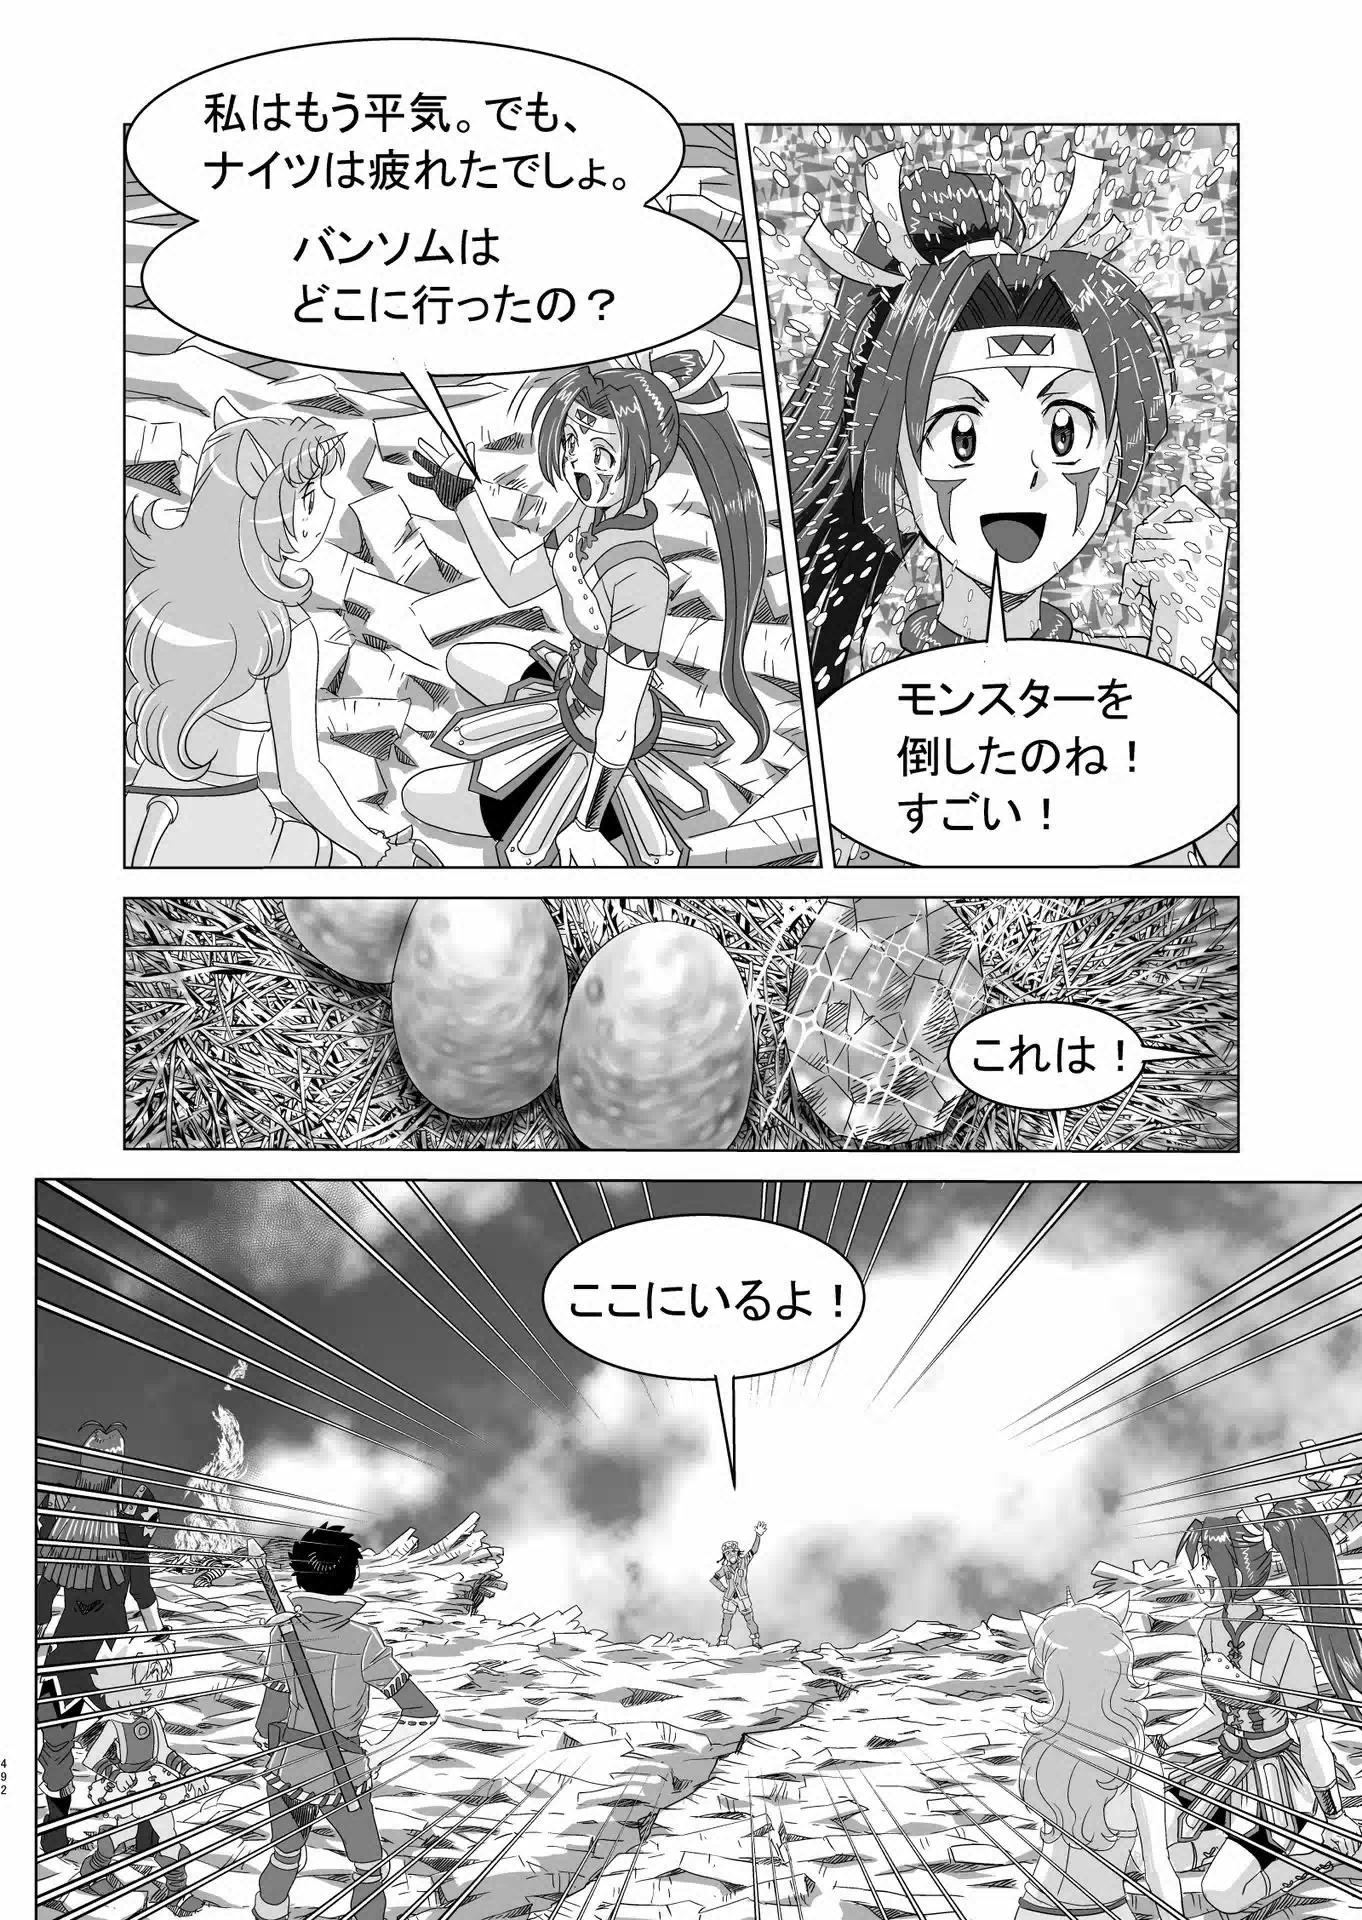 モンスターを
倒したのね！
すごい！
私はもう平気。でも、
ナイツは疲れたでしょ。
バンソムは
どこに行ったの？
これは！
ここにいるよ！
492